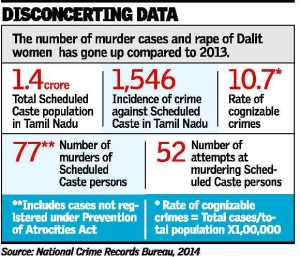 DISCONCERTING DATA
The number of murder cases and rape of Dalit
women has gone up compared to 2013.
1.4crore
Total Scheduled
Caste population
in Tamil Nadu
1,546
Incidence of crime
against Scheduled
Caste in Tamil Nadu
10.7*
Rate of
cognizable
crimes
77**
Number of
murders of
Scheduled
Caste persons
52
Number of
attempts at
murdering Sched-
uled Caste persons
**Includes cases not reg-
istered under Prevention
of Atrocities Act
* Rate of cognizable
crimes = Total cases/to-
tal population X1,00,000
Source: National Crime Records Bureau, 2014